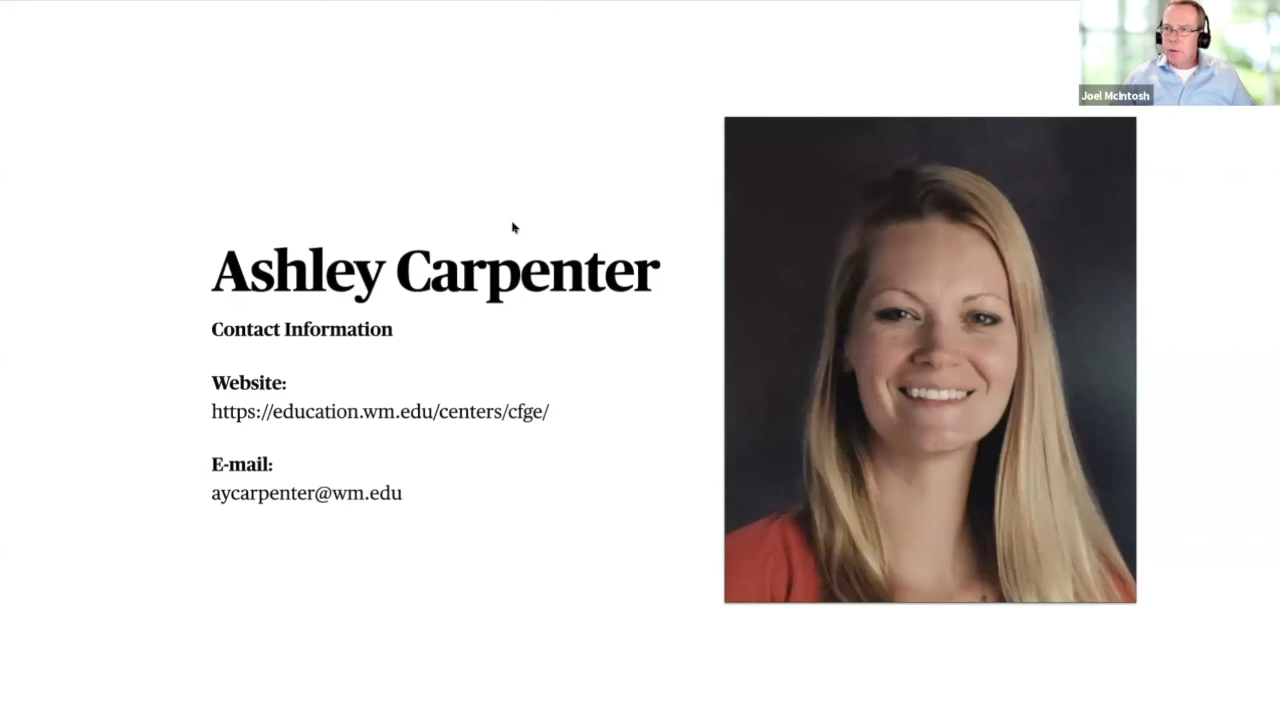 Joel McIntosh
Ashley Carpenter
Contact Information
Website:
https://education.wm.edu/centers/cfge/
E-mail:
aycarpenter@wm.edu